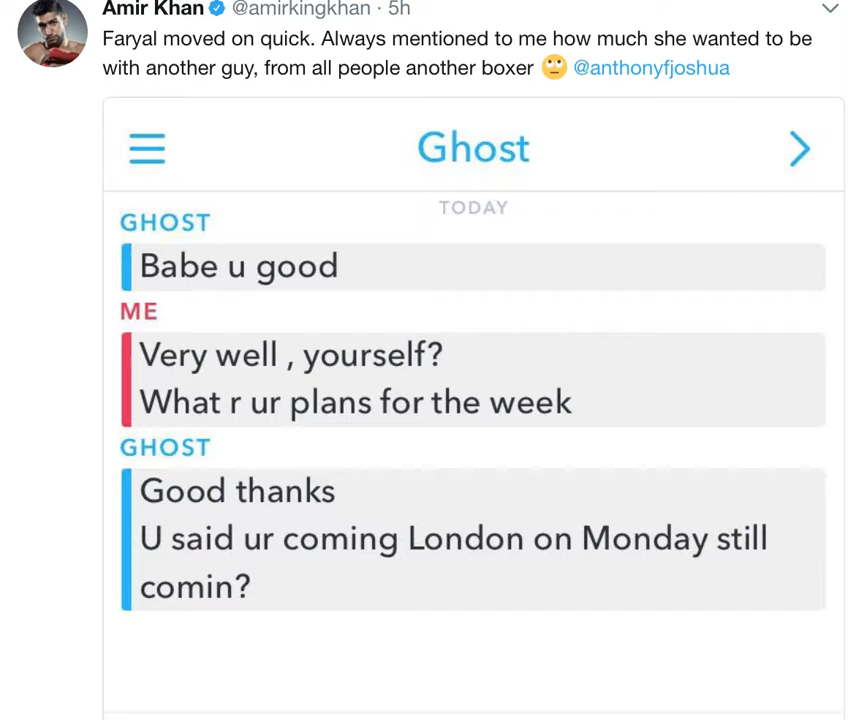 Amir Khan @amirkingkhan · 5h
Faryal moved on quick. Always mentioned to me how much she wanted to be
with another guy, from all people another boxer 🙄 @anthonyfjoshua
Ghost
TODAY
GHOST
Babe u good
ME
Very well , yourself?
What r ur plans for the week
GHOST
Good thanks
U said ur coming London on Monday still
comin?